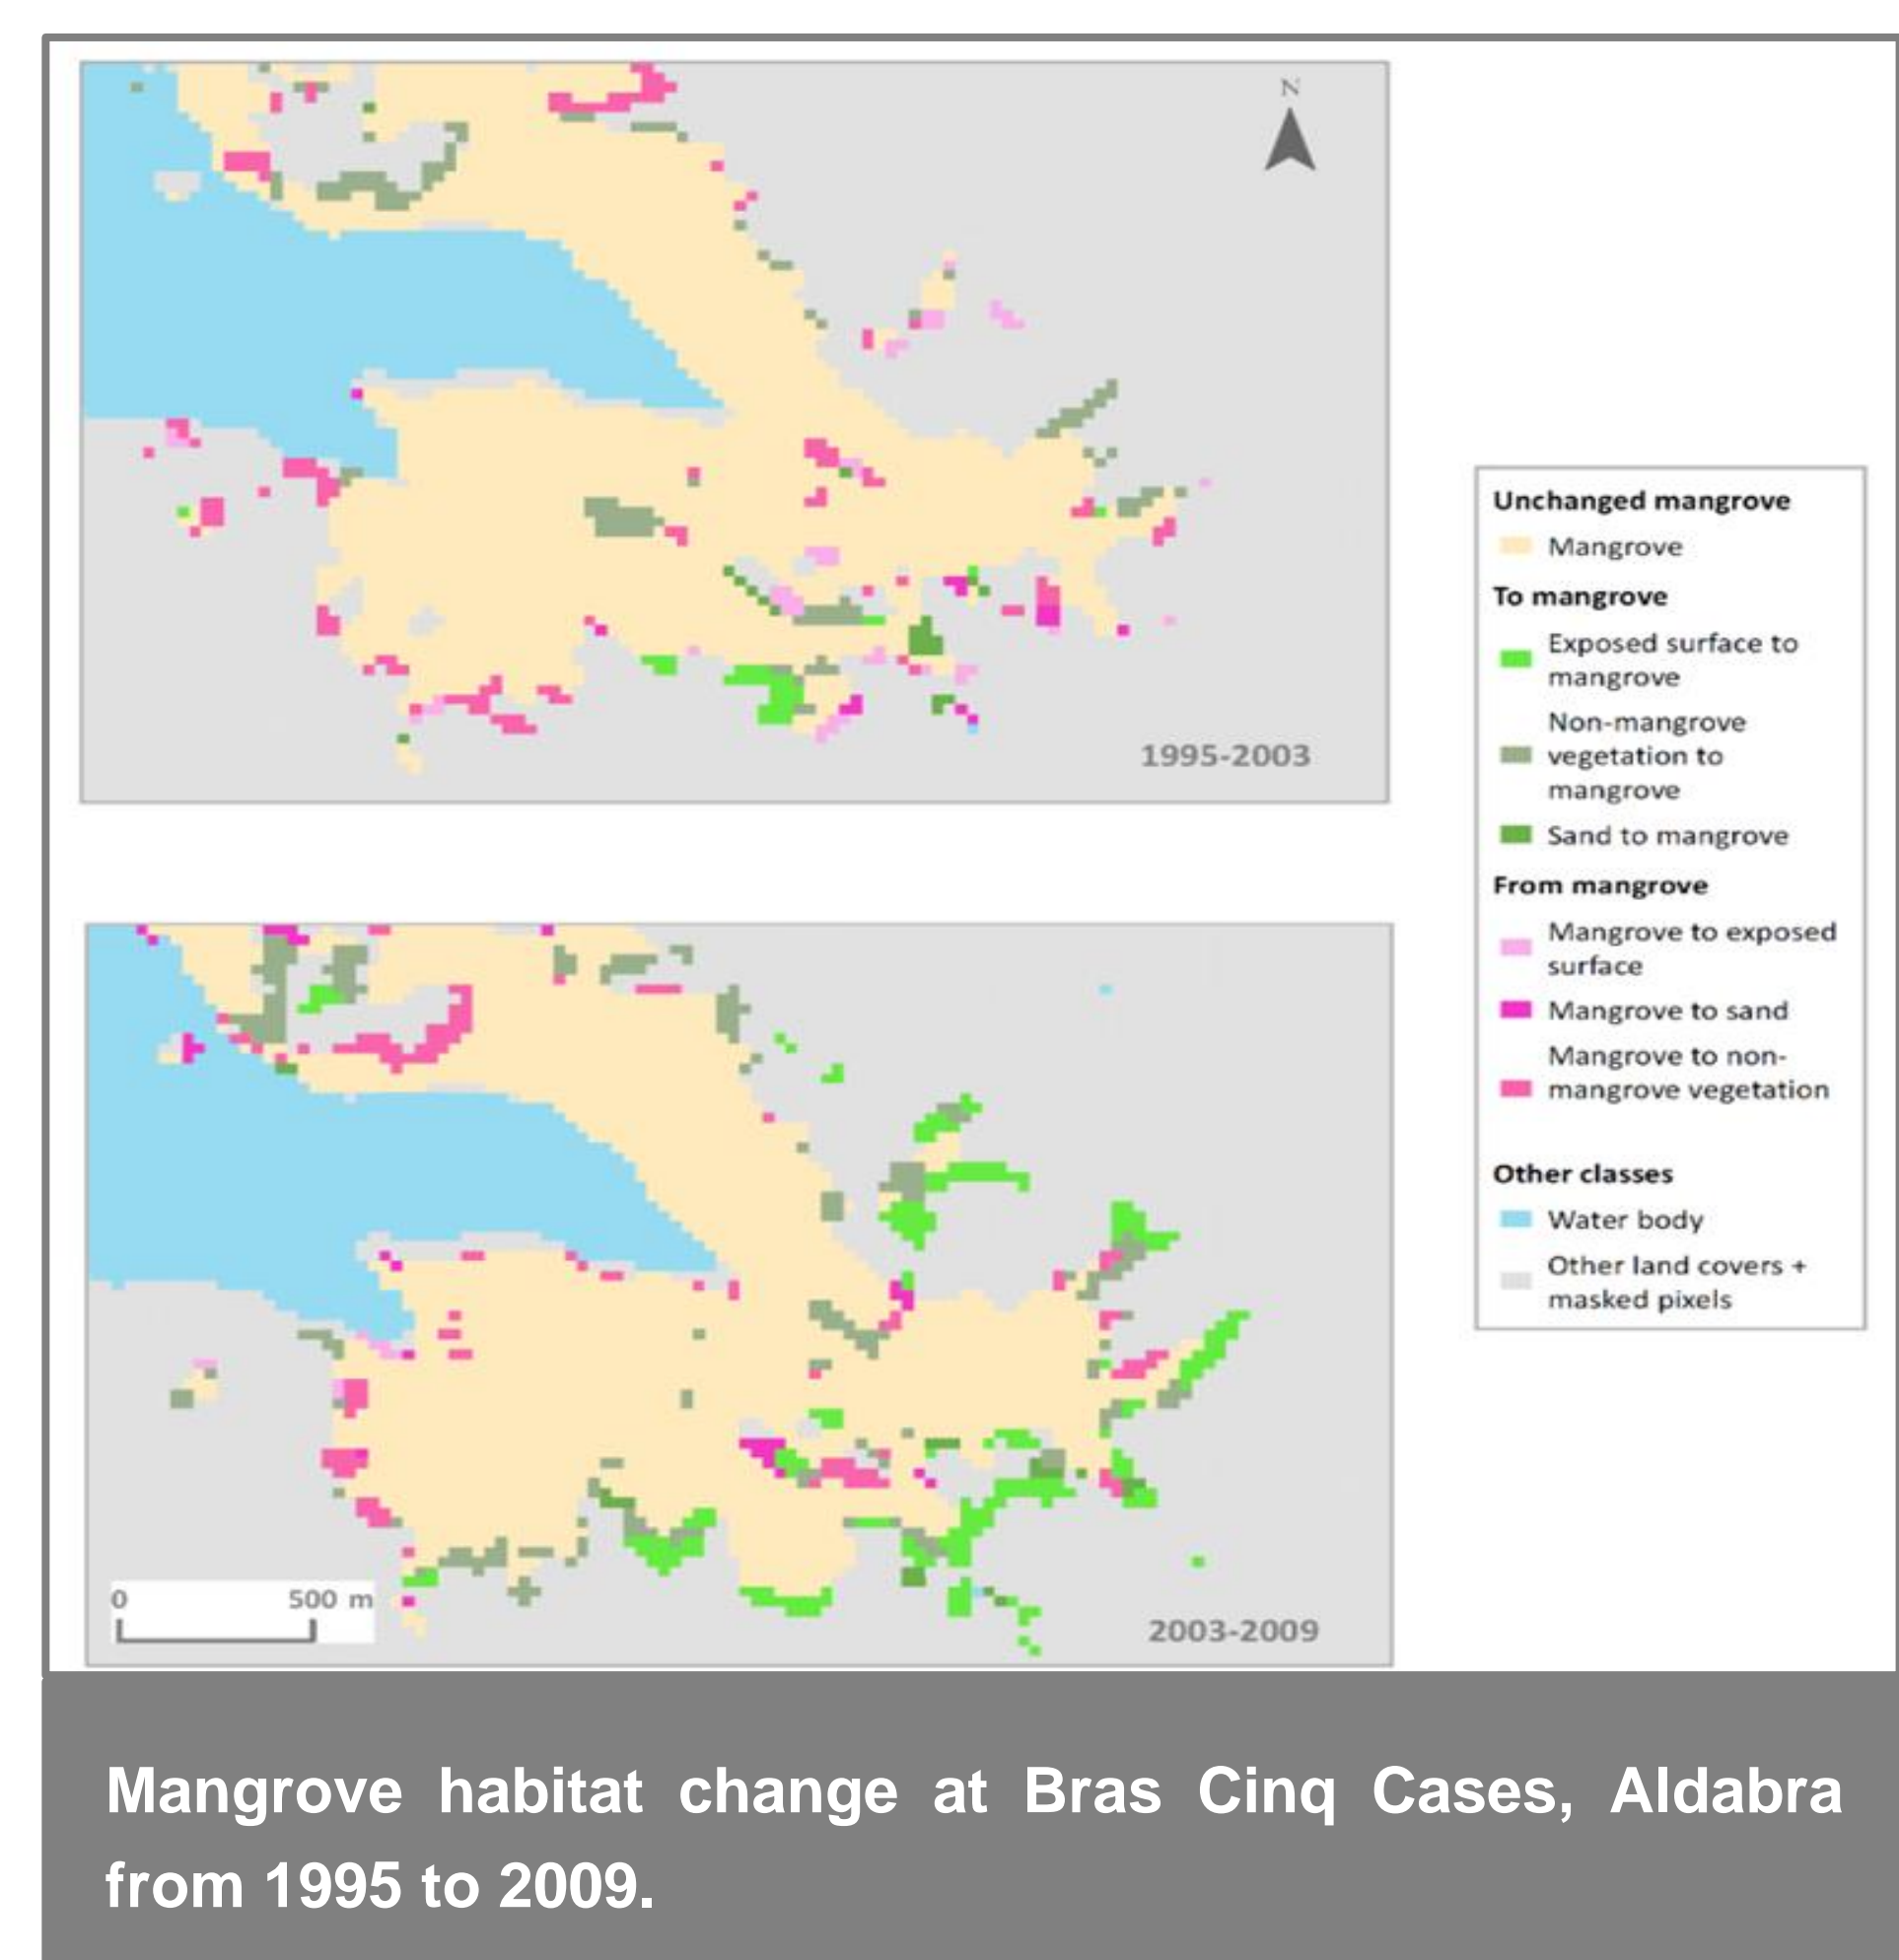 N
1995-2003
Unchanged mangrove
Mangrove
To mangrove
Exposed surface to
mangrove
Non-mangrove
vegetation to
mangrove
Sand to mangrove
From mangrove
Mangrove to exposed
surface
Mangrove to sand
Mangrove to non-
mangrove vegetation
Other classes
Water body
Other land covers +
masked pixels
0 500 m
2003-2009
Mangrove habitat change at Bras Cinq Cases, Aldabra
from 1995 to 2009.